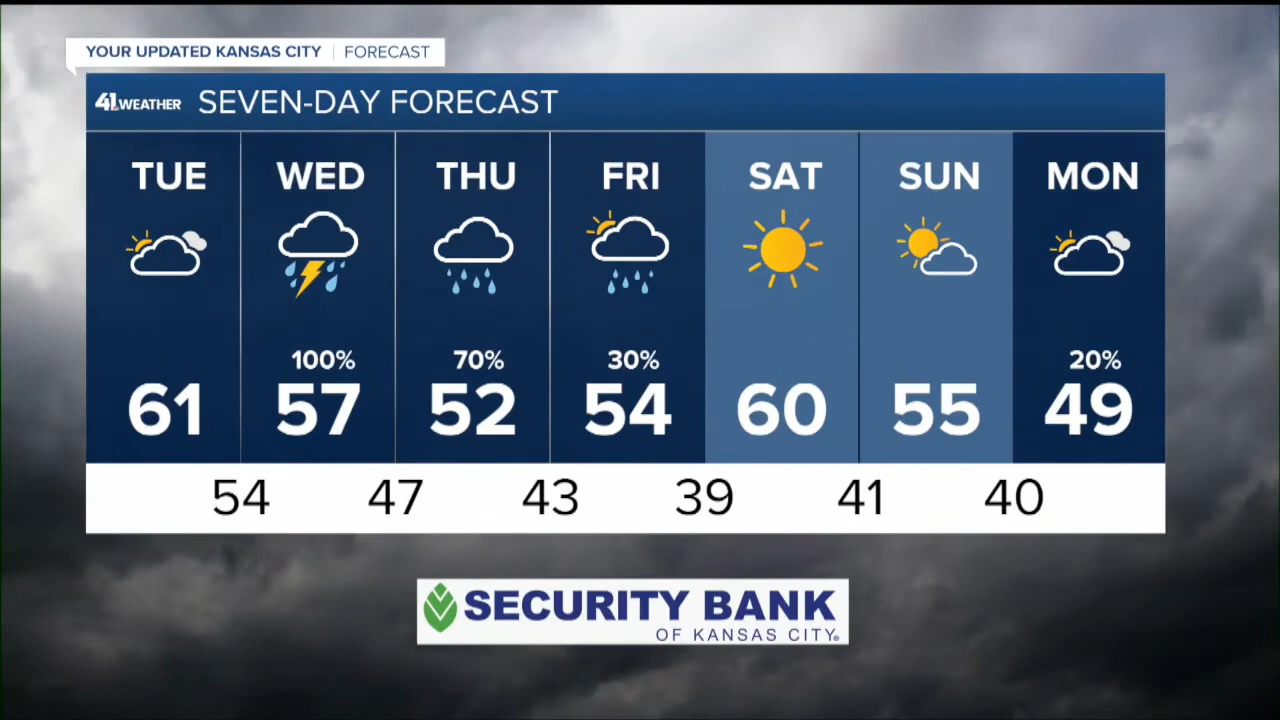 YOUR UPDATED KANSAS CITY | FORECAST
41 WEATHER SEVEN-DAY FORECAST
TUE WED THU FRI SAT SUN MON
100% 70% 30% 20%
61 57 52 54 60 55 49
54 47 43 39 41 40
SECURITY BANK
OF KANSAS CITY®